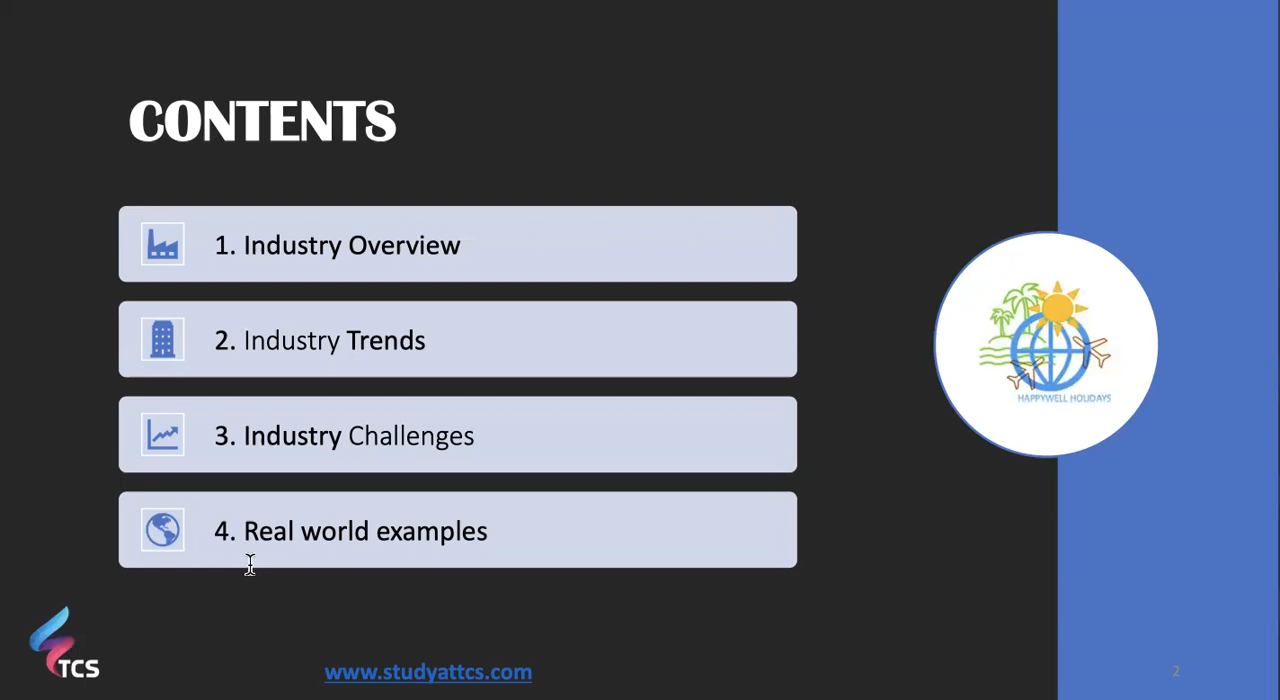 CONTENTS
1. Industry Overview
2. Industry Trends
3. Industry Challenges
4. Real world examples
HAPPYWELL HOLIDAYS
TCS
www.studyattcs.com
2